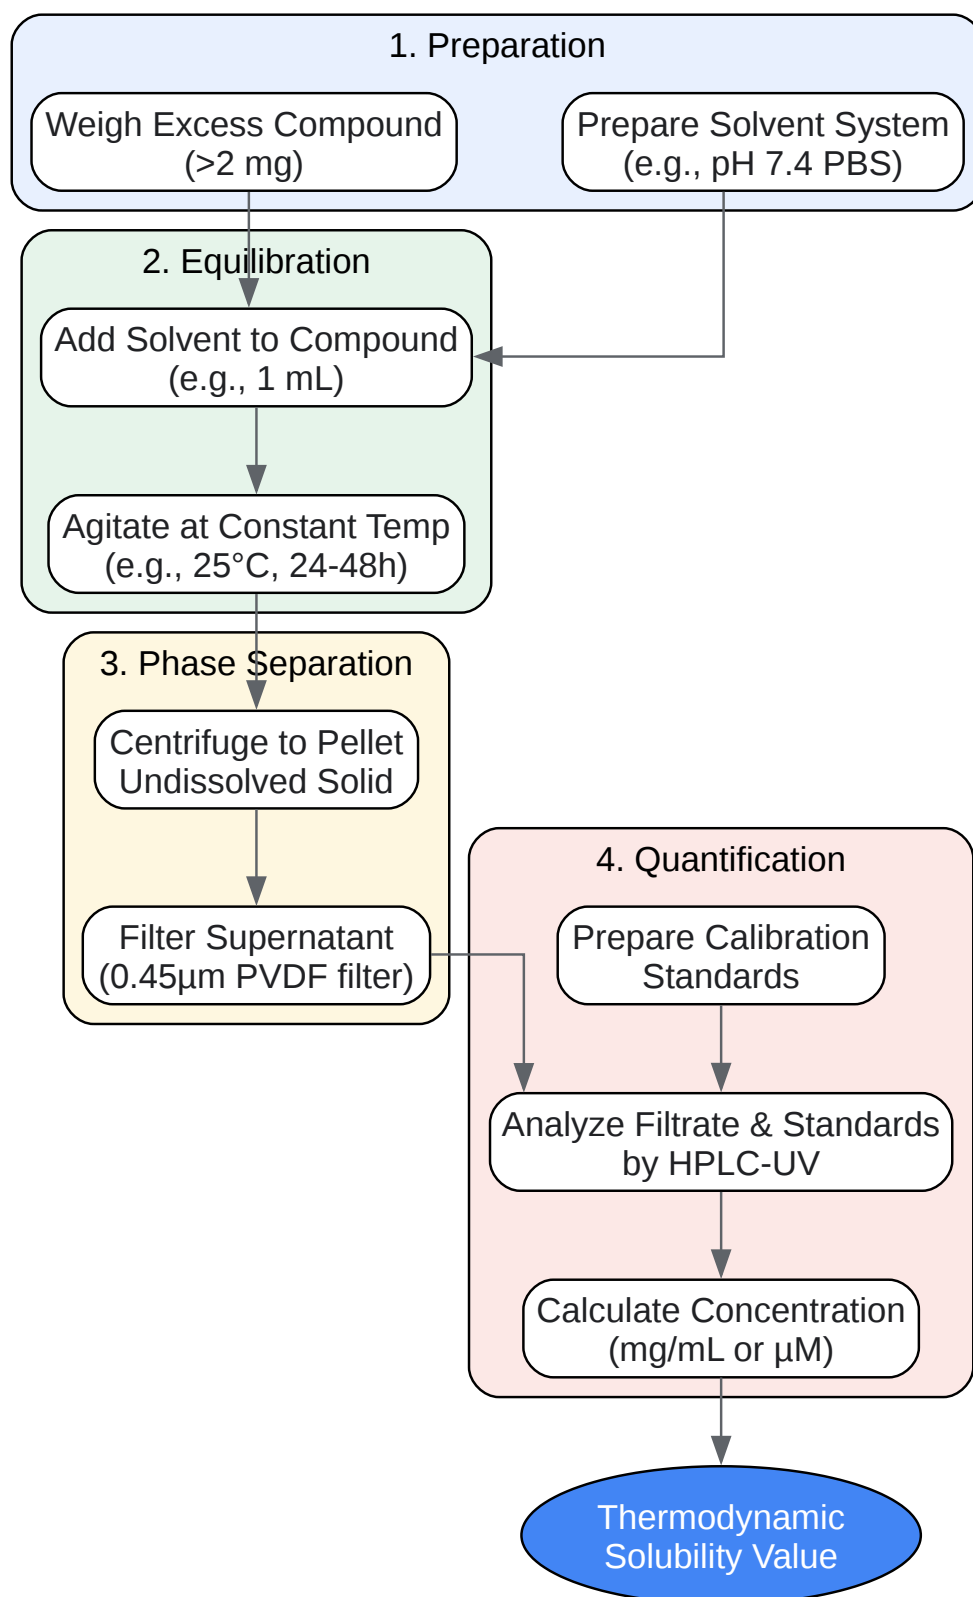 1. Preparation
Weigh Excess Compound
(>2 mg)
Prepare Solvent System
(e.g., pH 7.4 PBS)
2. Equilibration
Add Solvent to Compound
(e.g., 1 mL)
Agitate at Constant Temp
(e.g., 25°C, 24-48h)
3. Phase Separation
Centrifuge to Pellet
Undissolved Solid
Filter Supernatant
(0.45µm PVDF filter)
4. Quantification
Prepare Calibration
Standards
Analyze Filtrate & Standards
by HPLC-UV
Calculate Concentration
(mg/mL or µM)
Thermodynamic
Solubility Value